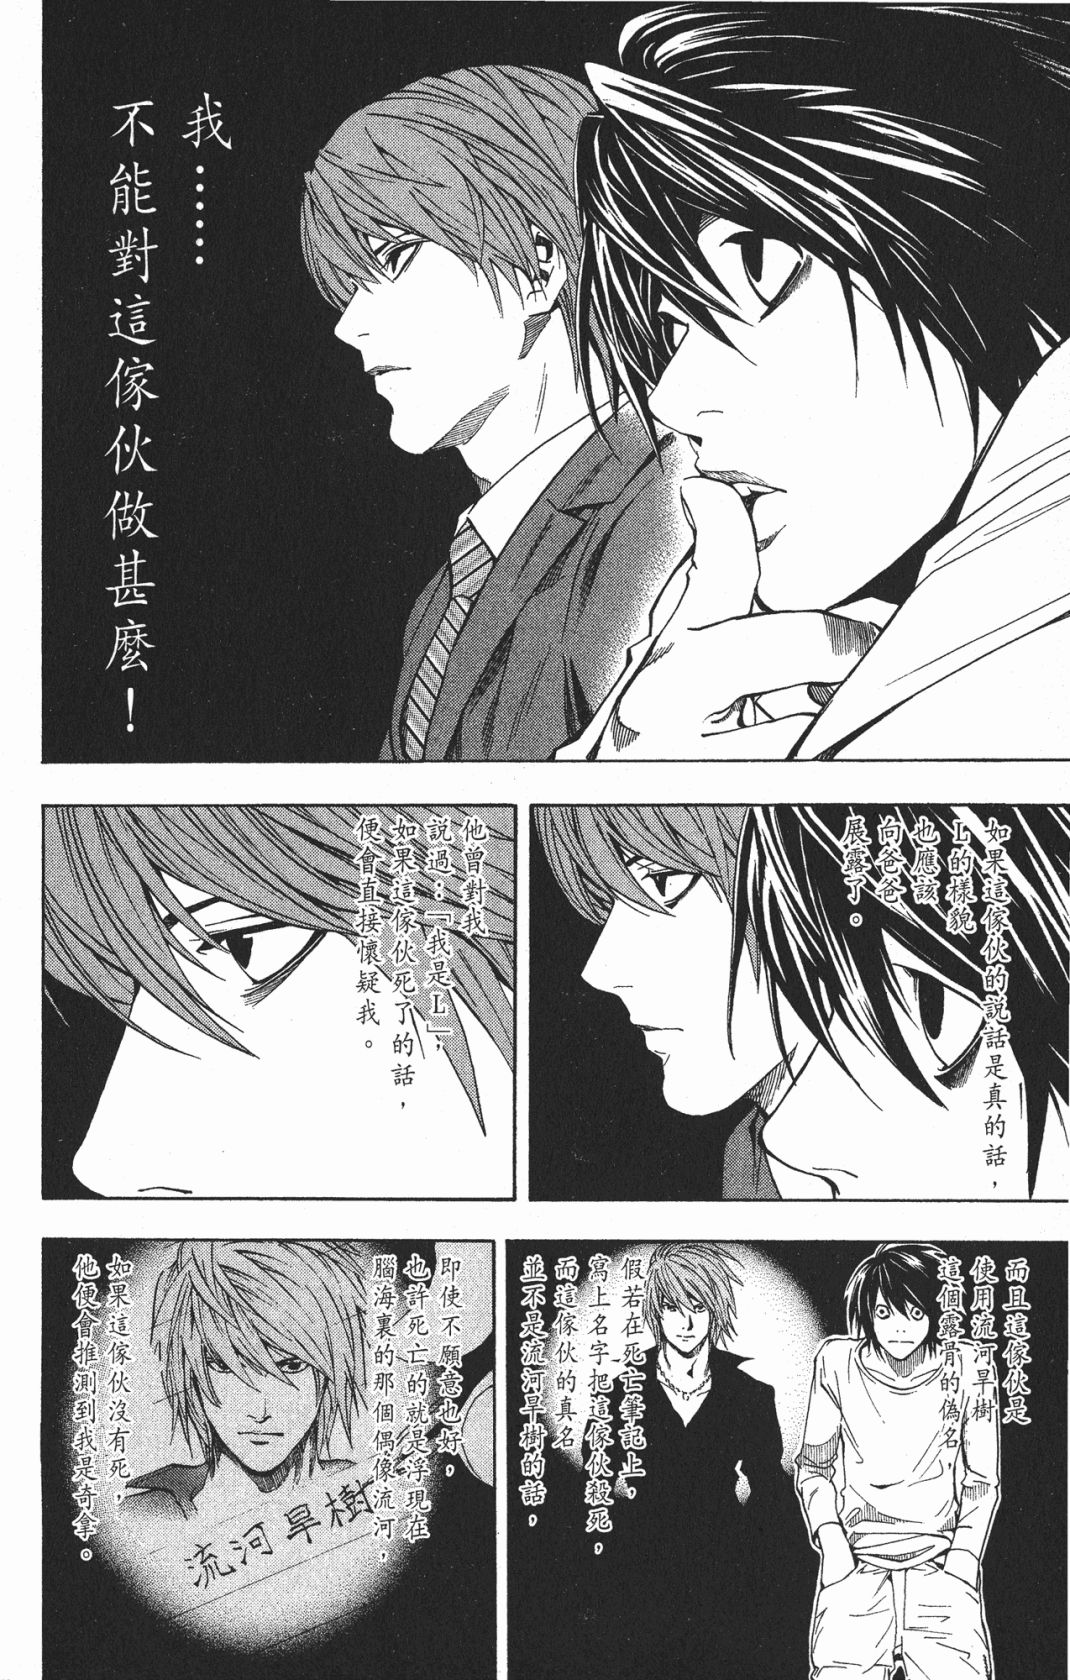 我……
不能對這傢伙做甚麼！
如果這傢伙的說話是真的話，
L的樣貌
也應該
向爸爸
展露了。
他曾對我
說過：「我是L」，
如果這傢伙死了的話，
便會直接懷疑我。
而且這傢伙是
使用流河旱樹
這個露骨的偽名，
假若在死亡筆記上，
寫上名字把這傢伙殺死，
而這傢伙的真名
並不是流河旱樹的話，
即使不願意也好，
也許死亡的就是浮現在
腦海裏的那個偶像流河，
流河旱樹
如果這傢伙沒有死，
他便會推測到我是奇拿。